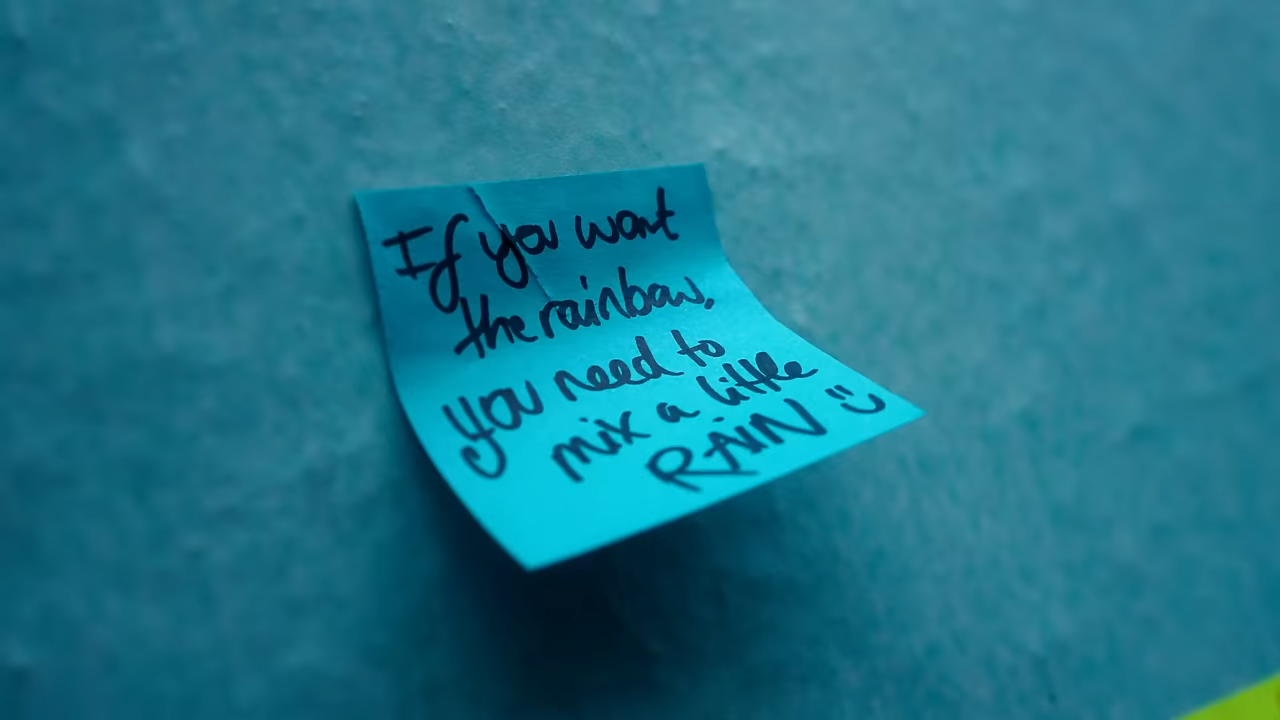 If you want
the rainbow,
you need to
mix a little
RAiN :)